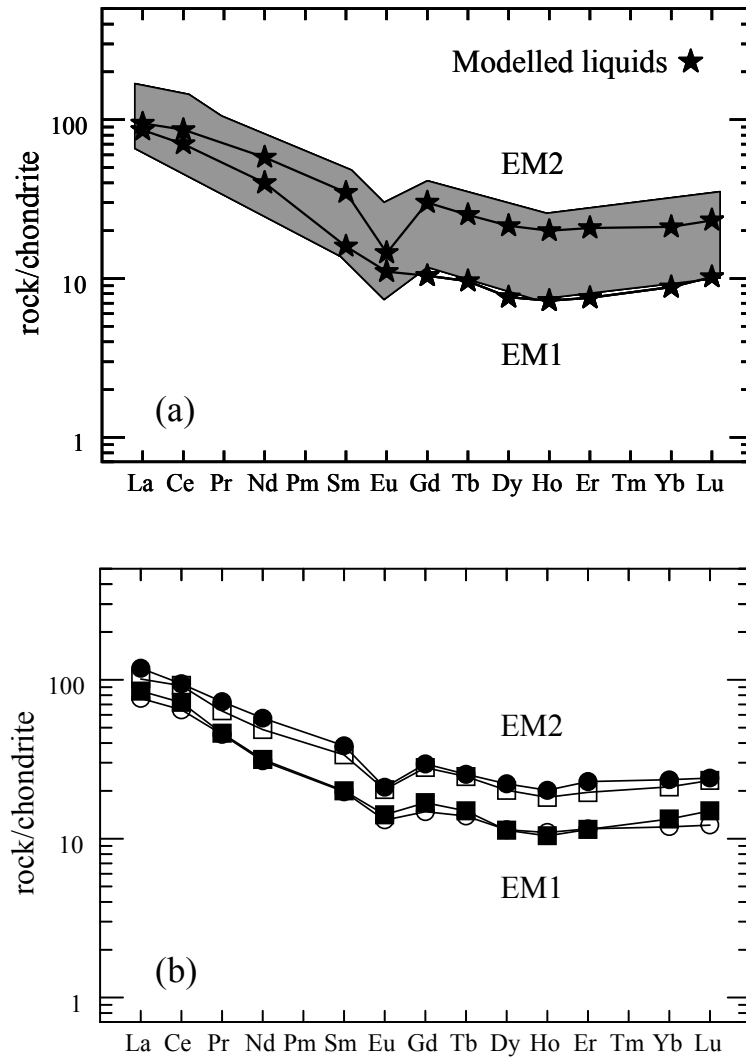 Modelled liquids
100
EM2
rock/chondrite
10
EM1
(a)
1
La Ce Pr Nd Pm Sm Eu Gd Tb Dy Ho Er Tm Yb Lu
100
EM2
rock/chondrite
10
EM1
(b)
1
La Ce Pr Nd Pm Sm Eu Gd Tb Dy Ho Er Tm Yb Lu